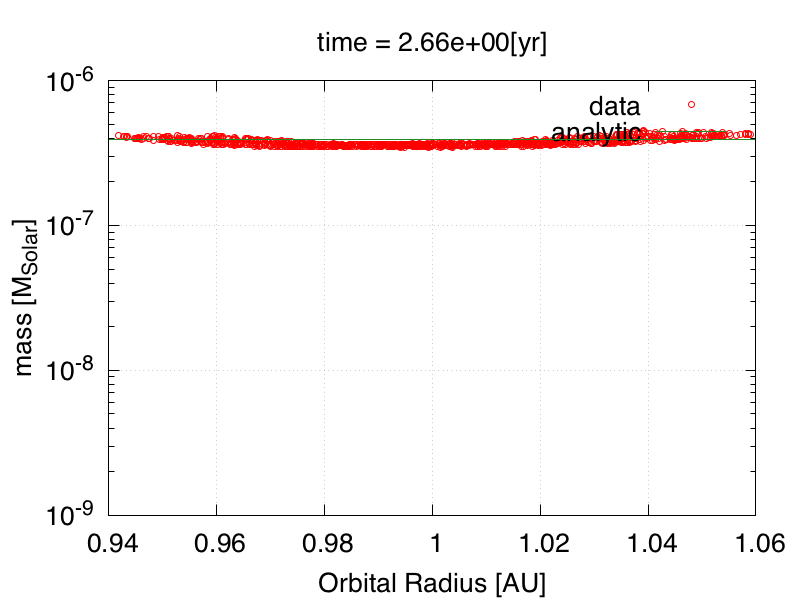 time = 2.66e+00[yr]
10^-6
data
analytic
10^-7
mass [M_Solar]
10^-8
10^-9
0.94 0.96 0.98 1 1.02 1.04 1.06
Orbital Radius [AU]